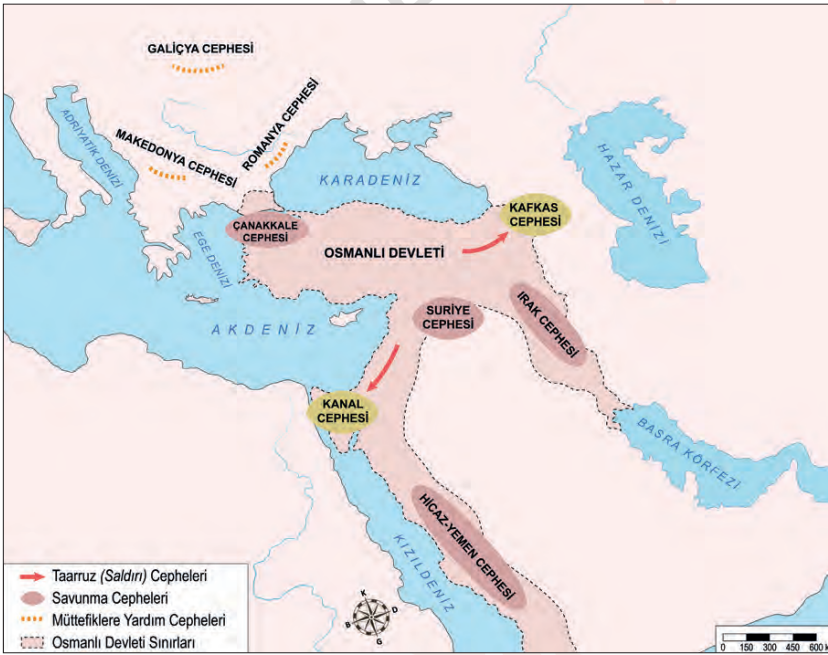 GALİÇYA CEPHESİ
ADRİYATİK DENİZİ
MAKEDONYA CEPHESİ
ROMANYA CEPHESİ
KARADENİZ
HAZAR DENİZİ
KAFKAS
CEPHESİ
ÇANAKKALE
CEPHESİ
OSMANLI DEVLETİ
EGE DENİZİ
SURİYE
CEPHESİ
IRAK CEPHESİ
AKDENİZ
KANAL
CEPHESİ
BASRA KÖRFEZİ
HİCAZ-YEMEN CEPHESİ
KIZILDENİZ
Taarruz (Saldırı) Cepheleri
Savunma Cepheleri
Müttefiklere Yardım Cepheleri
Osmanlı Devleti Sınırları
K
B D
G
0 150 300 450 600 k